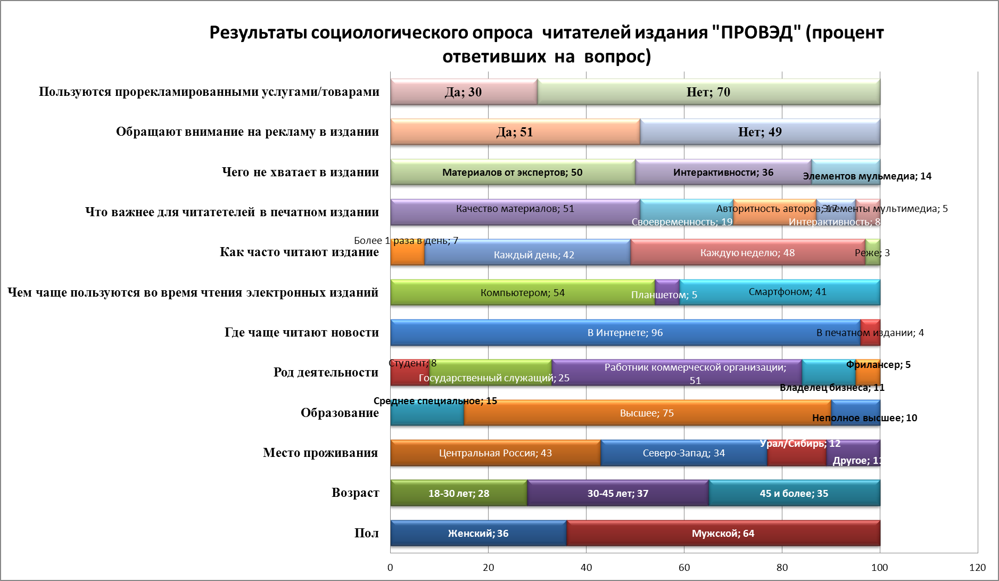 Результаты социологического опроса читателей издания "ПРОВЭД" (процент
ответивших на вопрос)
Пользуются прорекламированными услугами/товарами
Да; 30
Нет; 70
Обращают внимание на рекламу в издании
Да; 51
Нет; 49
Чего не хватает в издании
Материалов от экспертов; 50
Интерактивности; 36
Элементов мульмедиа; 14
Что важнее для читатетелей в печатном издании
Качество материалов; 51
Своевременность; 19
Авторитность авторов; 17
Интерактивность; 8
Элементы мультимедиа; 5
Как часто читают издание
Более 1 раза в день; 7
Каждый день; 42
Каждую неделю; 48
Реже; 3
Чем чаще пользуются во время чтения электронных изданий
Компьютером; 54
Планшетом; 5
Смартфоном; 41
Где чаще читают новости
В Интернете; 96
В печатном издании; 4
Род деятельности
Студент; 8
Государственный служащий; 25
Работник коммерческой организации;
51
Владелец бизнеса; 11
Фрилансер; 5
Образование
Среднее специальное; 15
Высшее; 75
Неполное высшее; 10
Место проживания
Центральная Россия; 43
Северо-Запад; 34
Урал/Сибирь; 12
Другое; 11
Возраст
18-30 лет; 28
30-45 лет; 37
45 и более; 35
Пол
Женский; 36
Мужской; 64
0 20 40 60 80 100 120